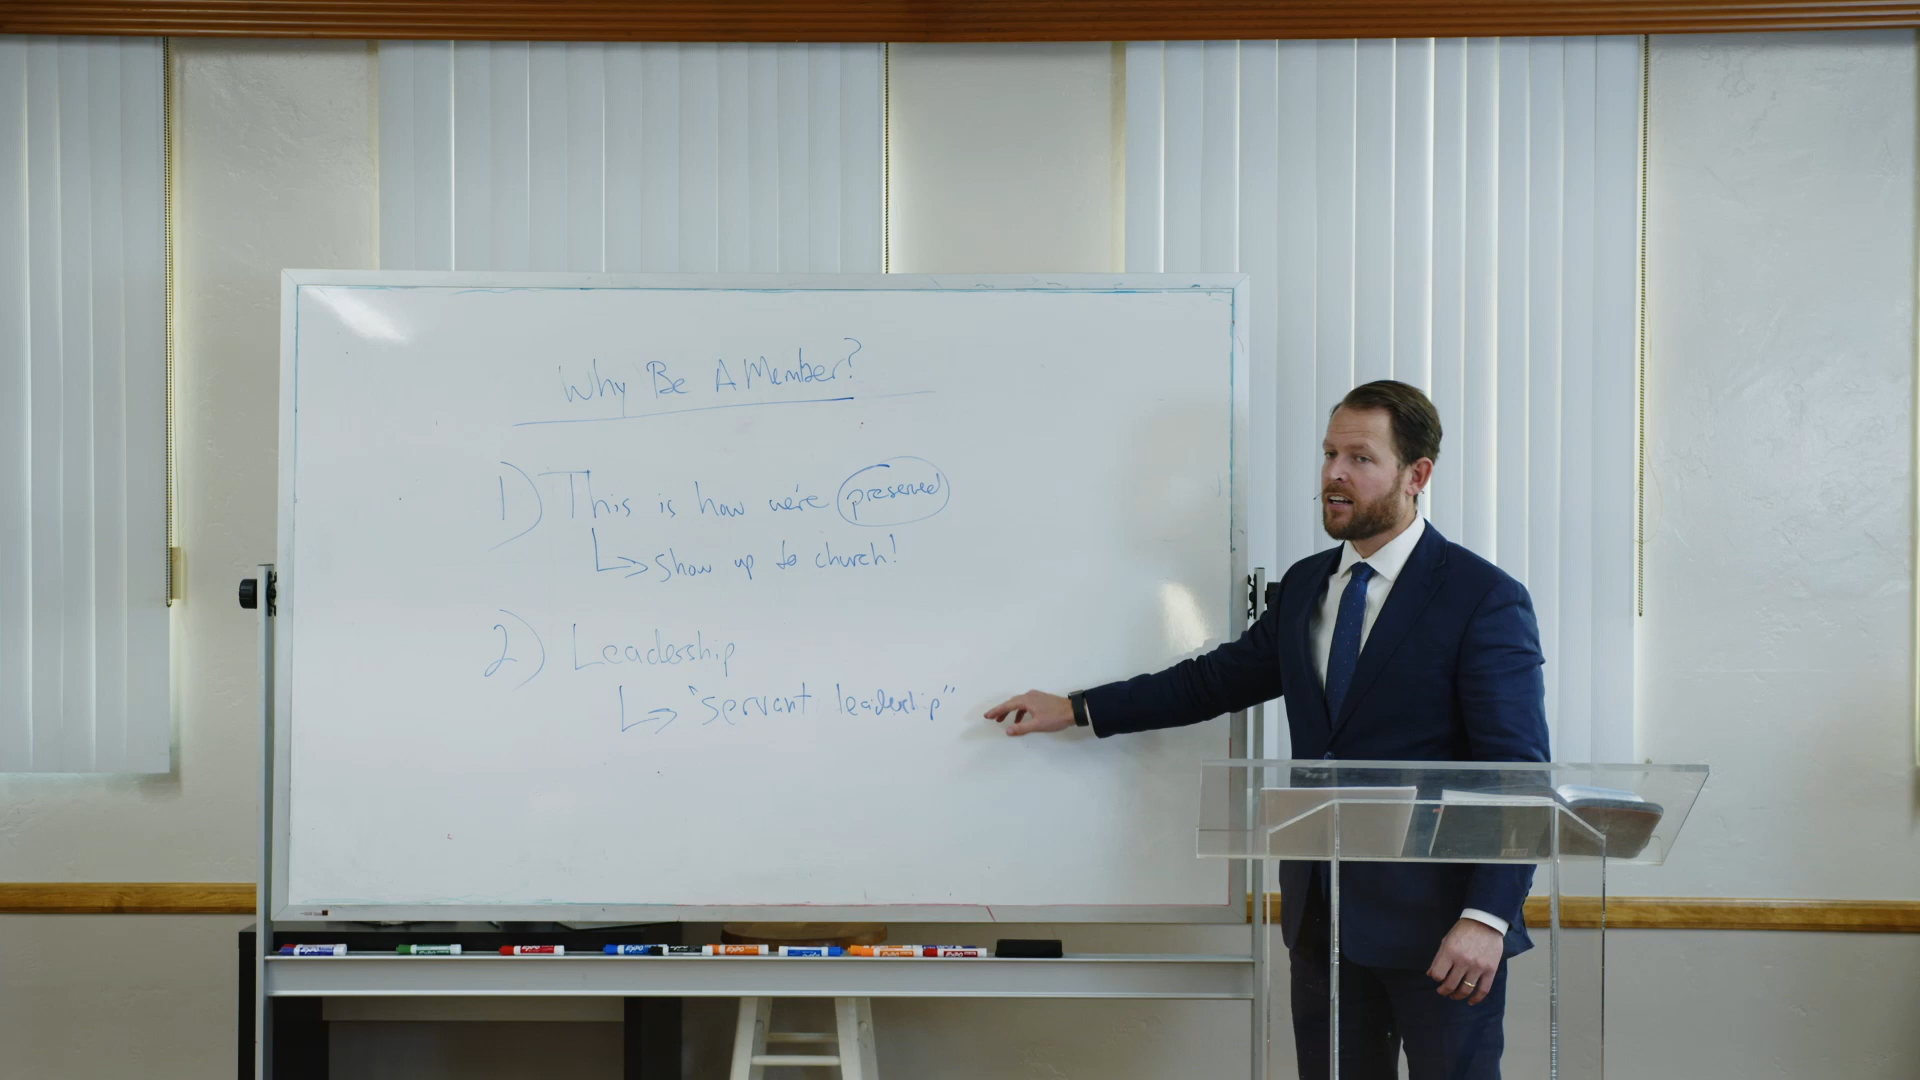 Why Be A Member?
1) This is how we're preserved
↳ show up to church!
2) Leadership
↳ "servant leadership"